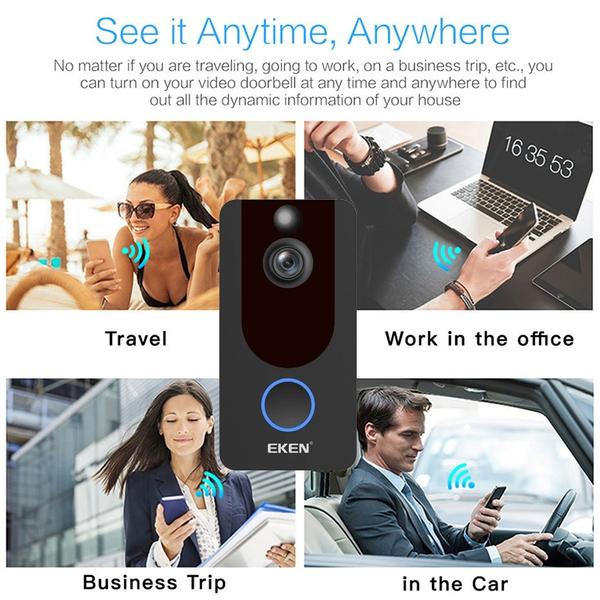 See it Anytime, Anywhere
No matter if you are traveling, going to work, on a business trip, etc., you
can turn on your video doorbell at any time and anywhere to find
out all the dynamic information of your house
16 35 53
Travel
Work in the office
EKEN®
Business Trip
in the Car